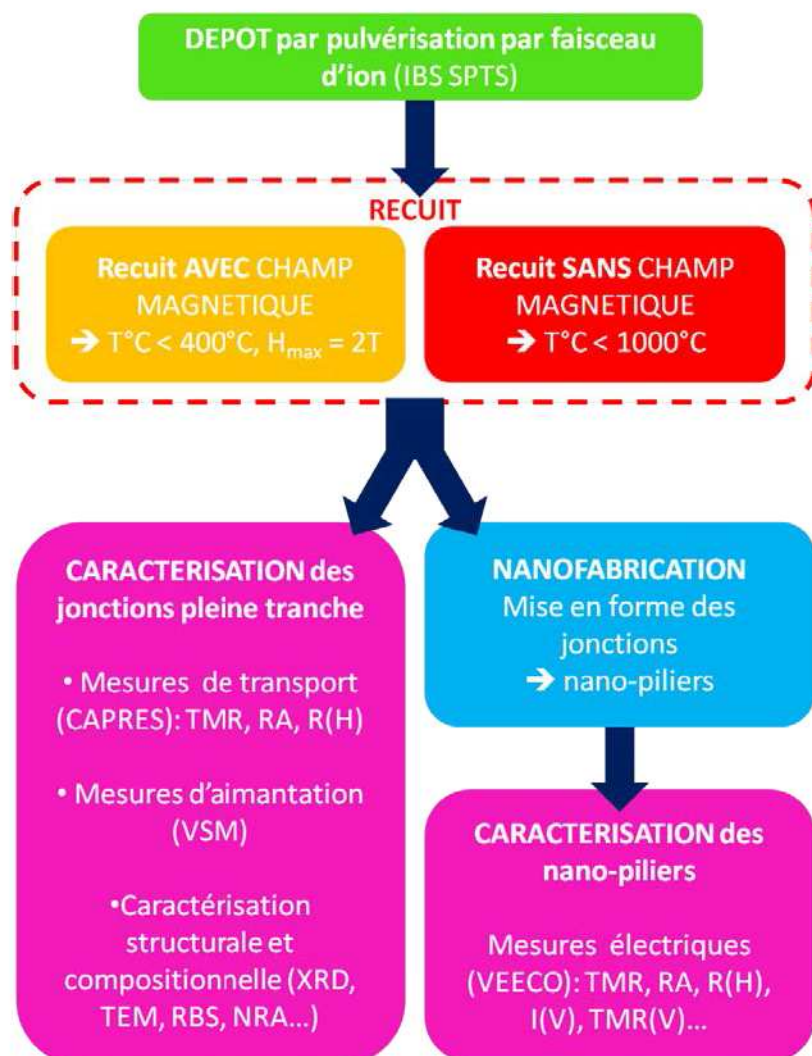 DEPOT par pulvérisation par faisceau
d'ion (IBS SPTS)
RECUIT
Recuit AVEC CHAMP
MAGNETIQUE
➔ T°C < 400°C, Hmax = 2T
Recuit SANS CHAMP
MAGNETIQUE
➔ T°C < 1000°C
CARACTERISATION des
jonctions pleine tranche
• Mesures de transport
(CAPRES): TMR, RA, R(H)
• Mesures d'aimantation
(VSM)
•Caractérisation
structurale et
compositionnelle (XRD,
TEM, RBS, NRA...)
NANOFABRICATION
Mise en forme des
jonctions
➔ nano-piliers
CARACTERISATION des
nano-piliers
Mesures électriques
(VEECO): TMR, RA, R(H),
I(V), TMR(V)...